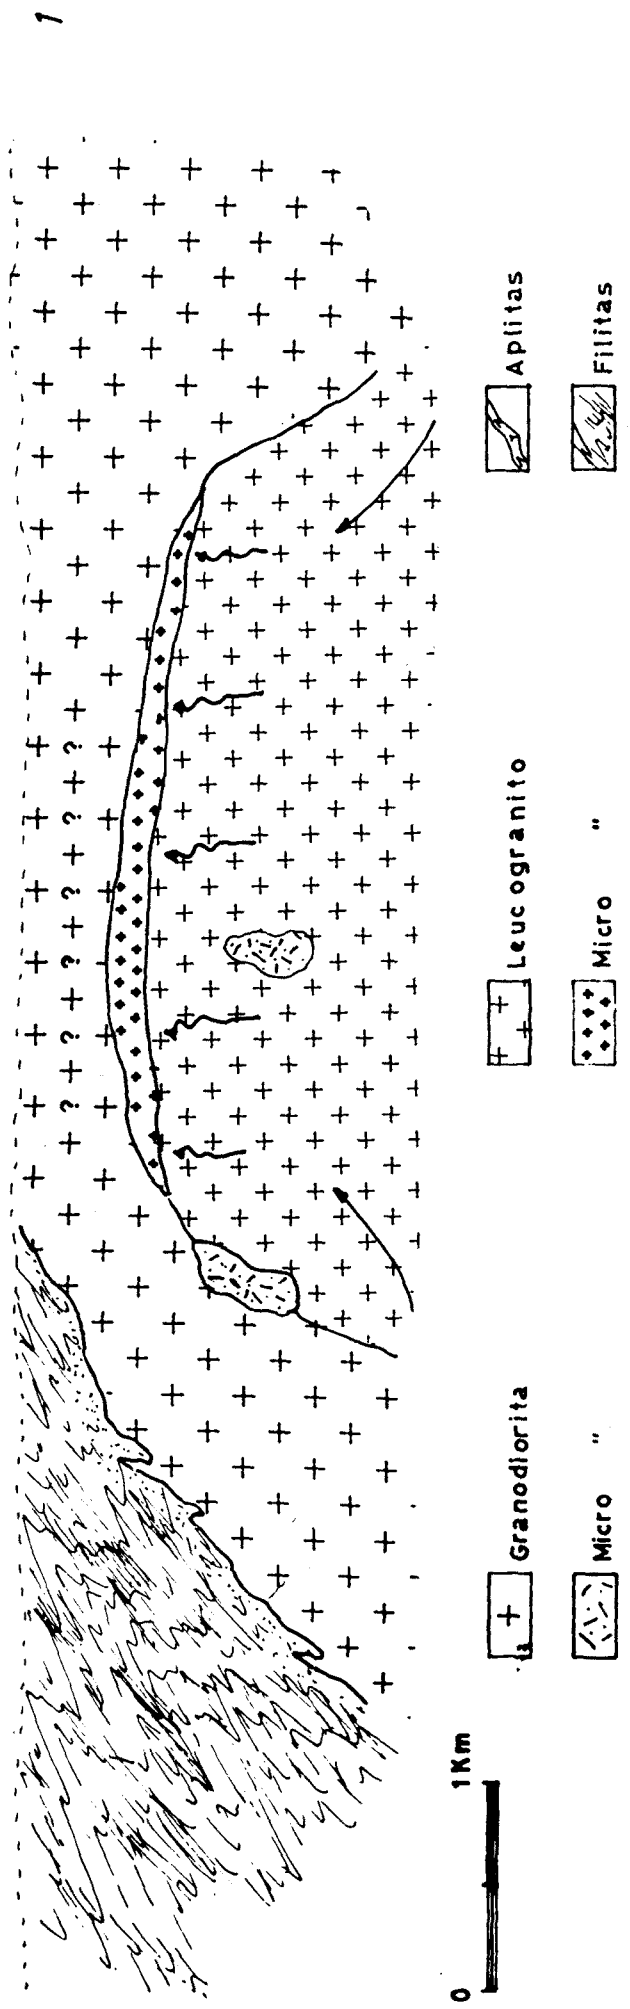 1
? ? ? ? ? ?
? ? ? ? ?
0 1Km
Granodiorita
Leucogranito
Aplitas
Micro "
Micro "
Filitas